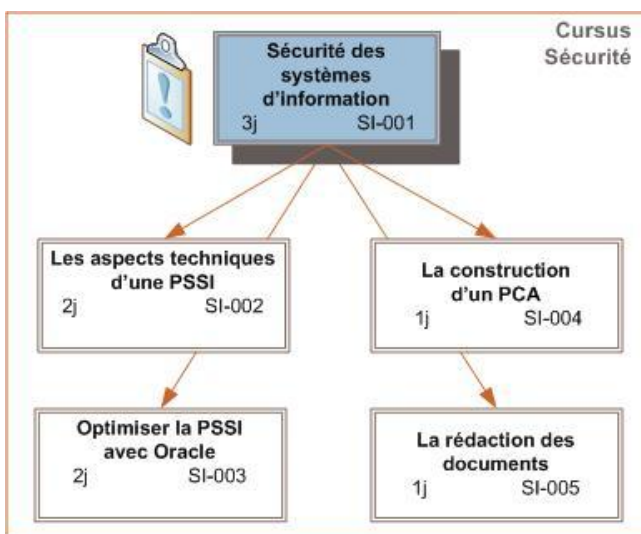 Cursus
Sécurité
Sécurité des
systèmes
d'information
3j SI-001
Les aspects techniques
d'une PSSI
2j SI-002
La construction
d'un PCA
1j SI-004
Optimiser la PSSI
avec Oracle
2j SI-003
La rédaction des
documents
1j SI-005